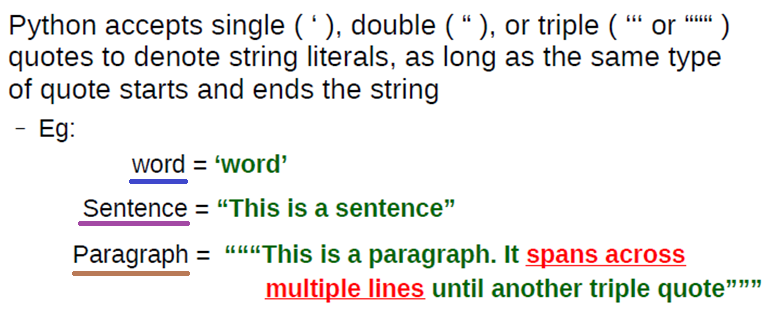 Python accepts single ( ‘ ), double ( “ ), or triple ( ‘‘‘ or “““ )
quotes to denote string literals, as long as the same type
of quote starts and ends the string
– Eg:
word = ‘word’
Sentence = “This is a sentence”
Paragraph = “““This is a paragraph. It spans across
multiple lines until another triple quote”””